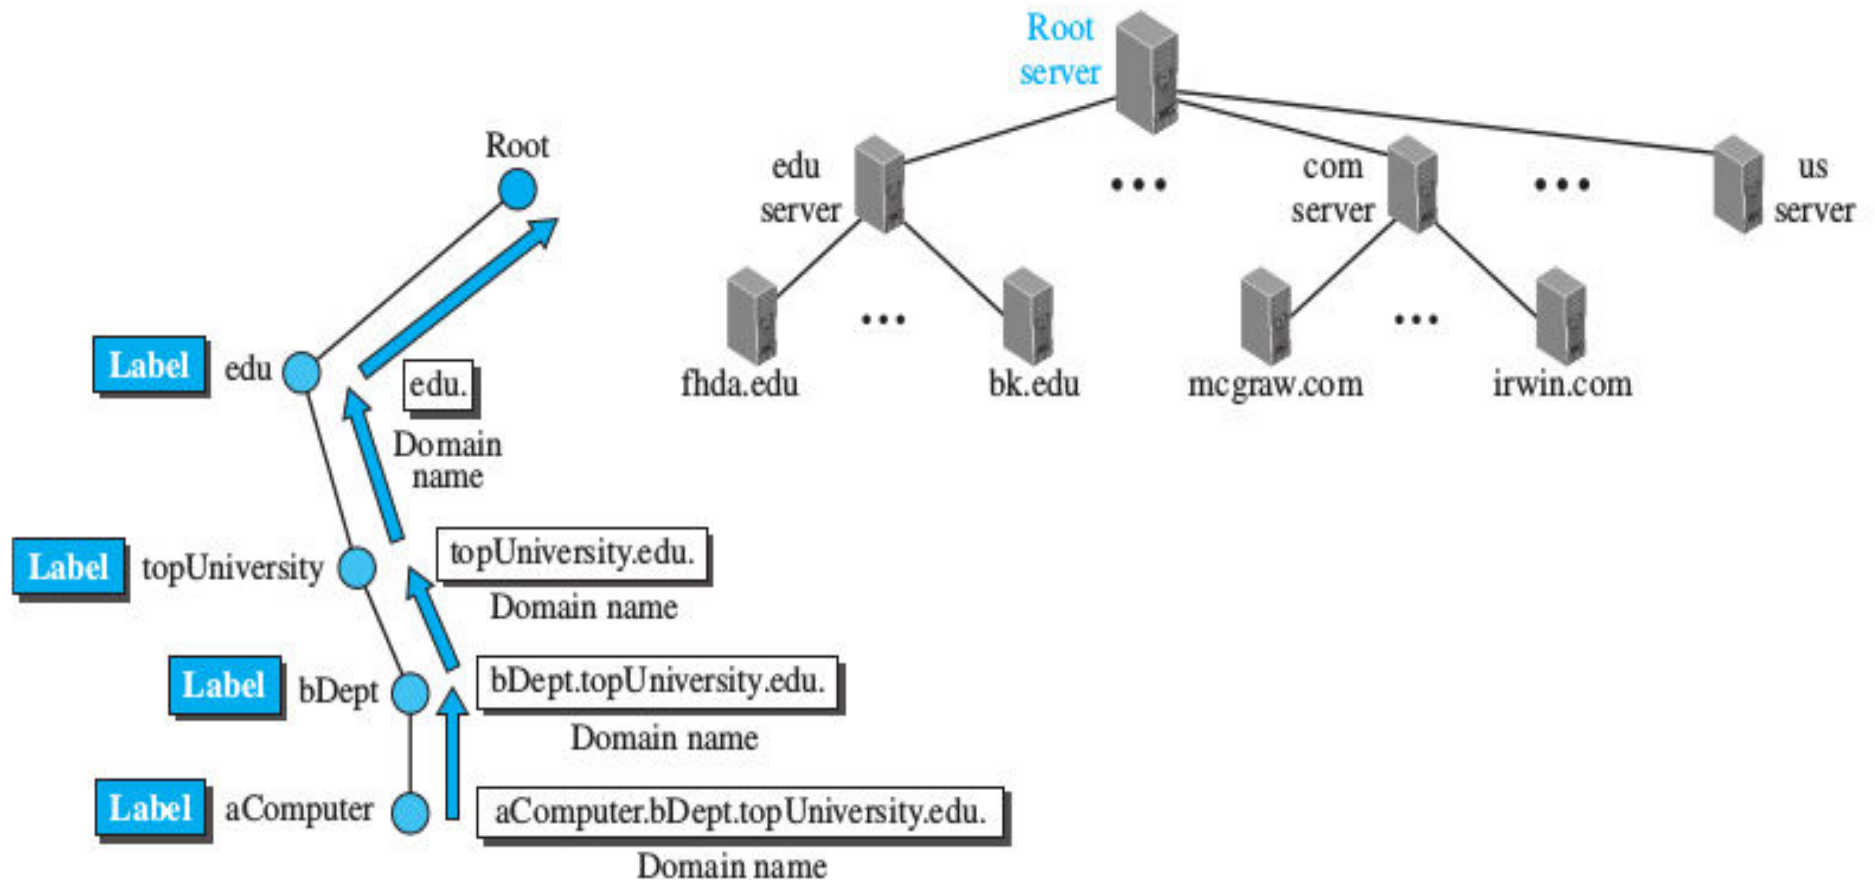 Root
Label
edu
edu.
Domain
name
Label
topUniversity
topUniversity.edu.
Domain name
Label
bDept
bDept.topUniversity.edu.
Domain name
Label
aComputer
aComputer.bDept.topUniversity.edu.
Domain name
Root
server
edu
server
com
server
us
server
fhda.edu
bk.edu
mcgraw.com
irwin.com